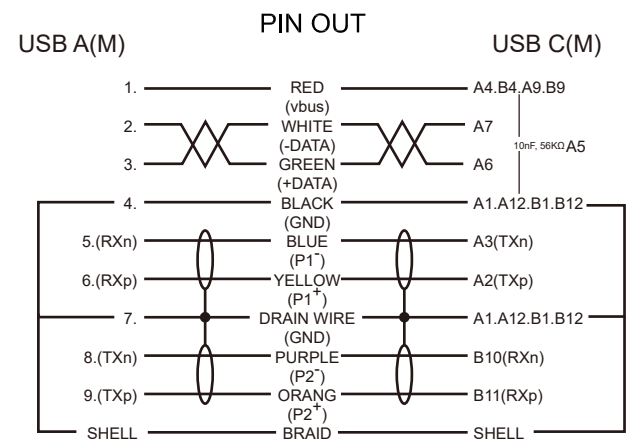 PIN OUT
USB A(M) USB C(M)
1. RED A4.B4.A9.B9
(vbus)
2. WHITE A7
(-DATA) 10nF, 56KΩ A5
3. GREEN A6
(+DATA)
4. BLACK A1.A12.B1.B12
(GND)
5.(RXn) BLUE A3(TXn)
(P1-)
6.(RXp) YELLOW A2(TXp)
(P1+)
7. DRAIN WIRE A1.A12.B1.B12
(GND)
8.(TXn) PURPLE B10(RXn)
(P2-)
9.(TXp) ORANG B11(RXp)
(P2+)
SHELL BRAID SHELL